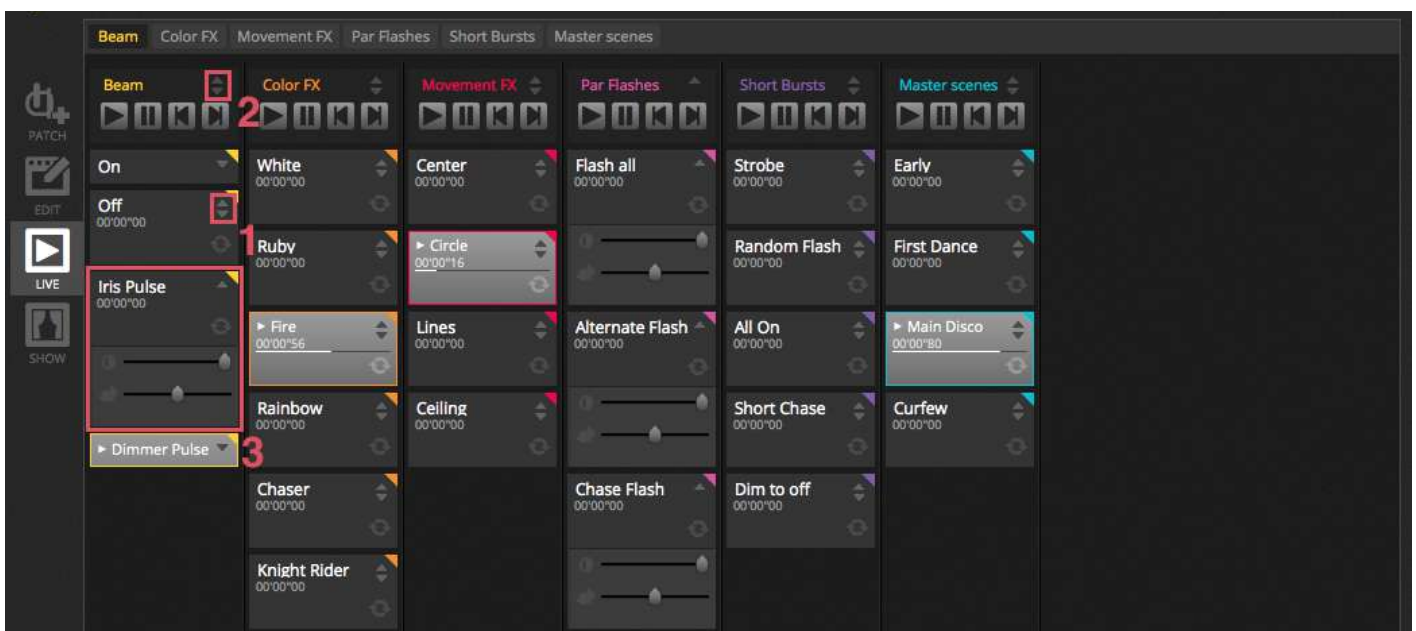 Beam Color FX Movement FX Par Flashes Short Bursts Master scenes
PATCH
EDIT
LIVE
SHOW
Beam
2
On
Off
00'00"00
1
Iris Pulse
00'00"00
Dimmer Pulse
3
Color FX
White
00'00"00
Ruby
00'00"00
Fire
00'00"56
Rainbow
00'00"00
Chaser
00'00"00
Knight Rider
00'00"00
Movement FX
Center
00'00"00
Circle
00'00"16
Lines
00'00"00
Ceiling
00'00"00
Par Flashes
Flash all
00'00"00
Alternate Flash
00'00"00
Chase Flash
00'00"00
Short Bursts
Strobe
00'00"00
Random Flash
00'00"00
All On
00'00"00
Short Chase
00'00"00
Dim to off
00'00"00
Master scenes
Early
00'00"00
First Dance
00'00"00
Main Disco
00'00"80
Curfew
00'00"00